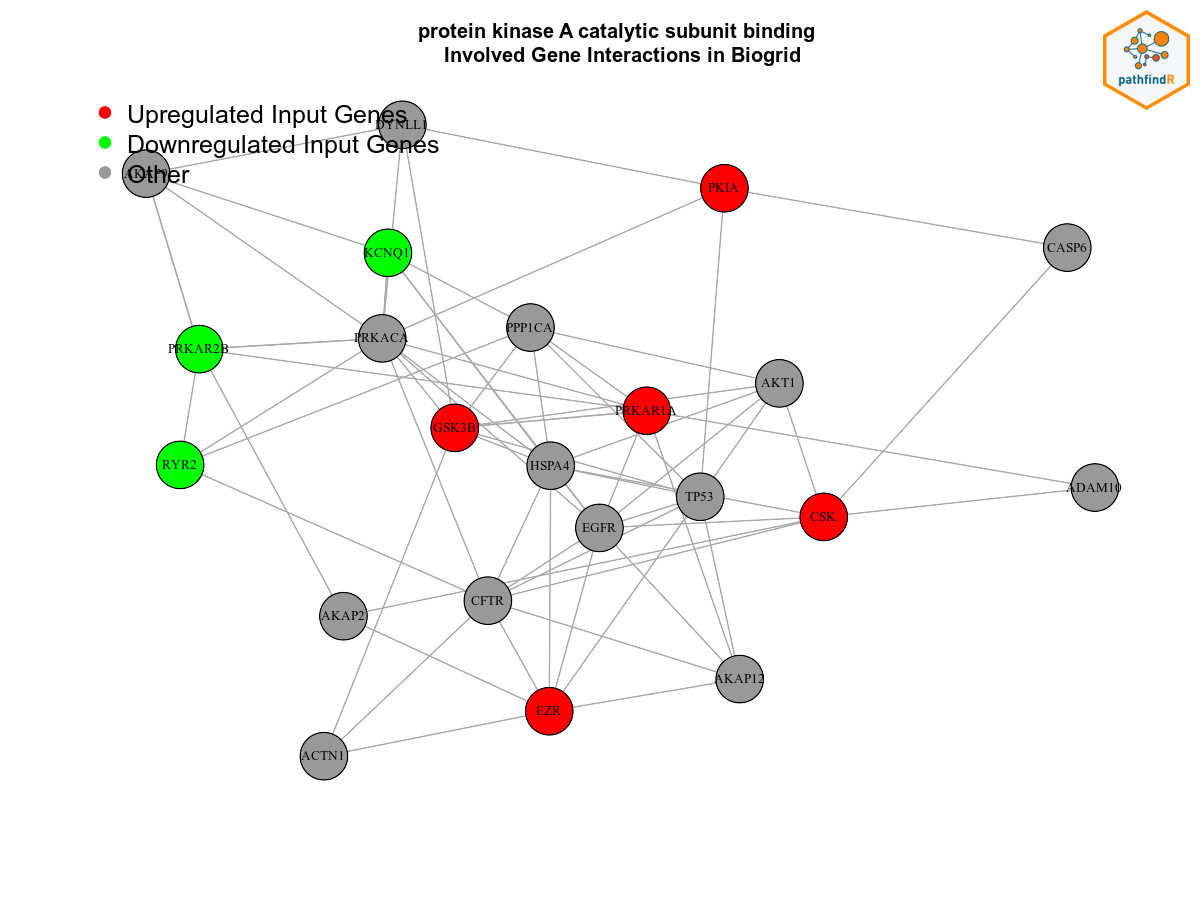 protein kinase A catalytic subunit binding
Involved Gene Interactions in Biogrid
pathfindR
Upregulated Input Genes
Downregulated Input Genes
Other
DYNLL1
PKIA
CASP6
KCNQ1
PRKACA
PPP1CA
PRKAR2B
AKT1
PRKAR1A
GSK3B
RYR2
HSPA4
TP53
ADAM10
CSK
EGFR
CFTR
AKAP2
AKAP12
EZR
ACTN1